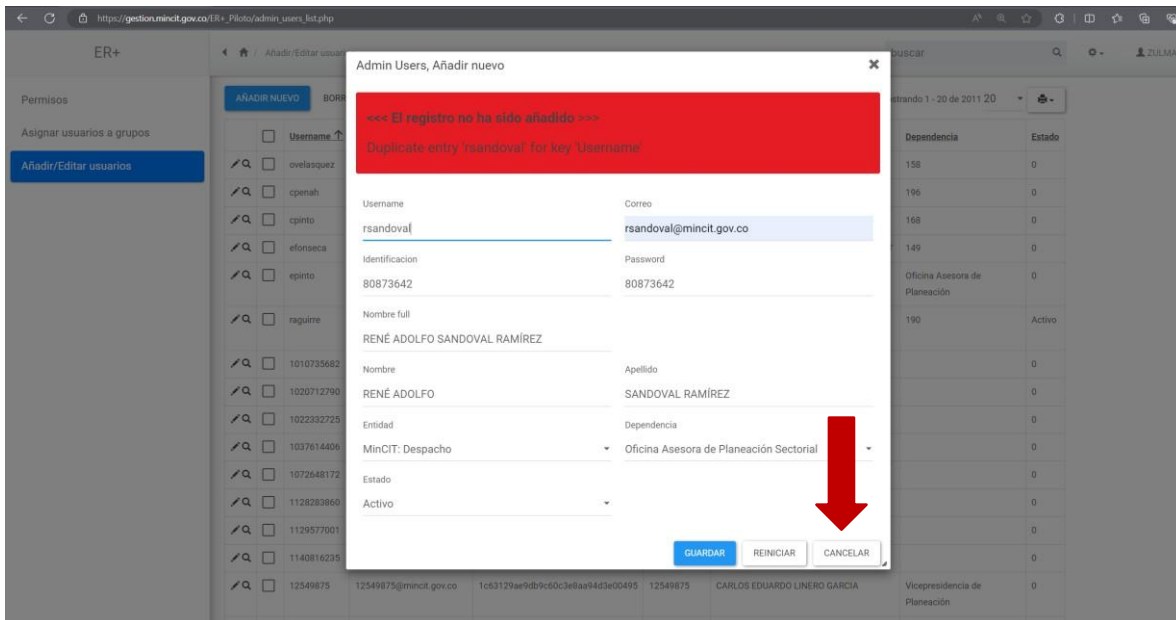 https://gestion.mincit.gov.co/ER+_Piloto/admin_users_list.php
ER+
Añadir/Editar usuari
buscar
ZULMA
Permisos
Asignar usuarios a grupos
Añadir/Editar usuarios
AÑADIR NUEVO BORR
strando 1 - 20 de 2011 20
Username Dependencia Estado
ovelasquez 158 0
cpenah 196 0
cpinto 168 0
efonseca 149 0
epinto Oficina Asesora de 0
Planeación
raguirre 190 Activo
1010735682 0
1020712790 0
1022332725 0
1037614406 0
1072648172 0
1128283860 0
1129577001 0
1140816235 0
12549875 12549875@mincit.gov.co 1c63129ae9db9c60c3e8aa94d3e00495 12549875 CARLOS EDUARDO LINERO GARCIA Vicepresidencia de 0
Planeación
Admin Users, Añadir nuevo
<<< El registro no ha sido añadido >>>
Duplicate entry 'rsandoval' for key 'Username'
Username Correo
rsandoval rsandoval@mincit.gov.co
Identificacion Password
80873642 80873642
Nombre full
RENÉ ADOLFO SANDOVAL RAMÍREZ
Nombre Apellido
RENÉ ADOLFO SANDOVAL RAMÍREZ
Entidad Dependencia
MinCIT: Despacho Oficina Asesora de Planeación Sectorial
Estado
Activo
GUARDAR REINICIAR CANCELAR